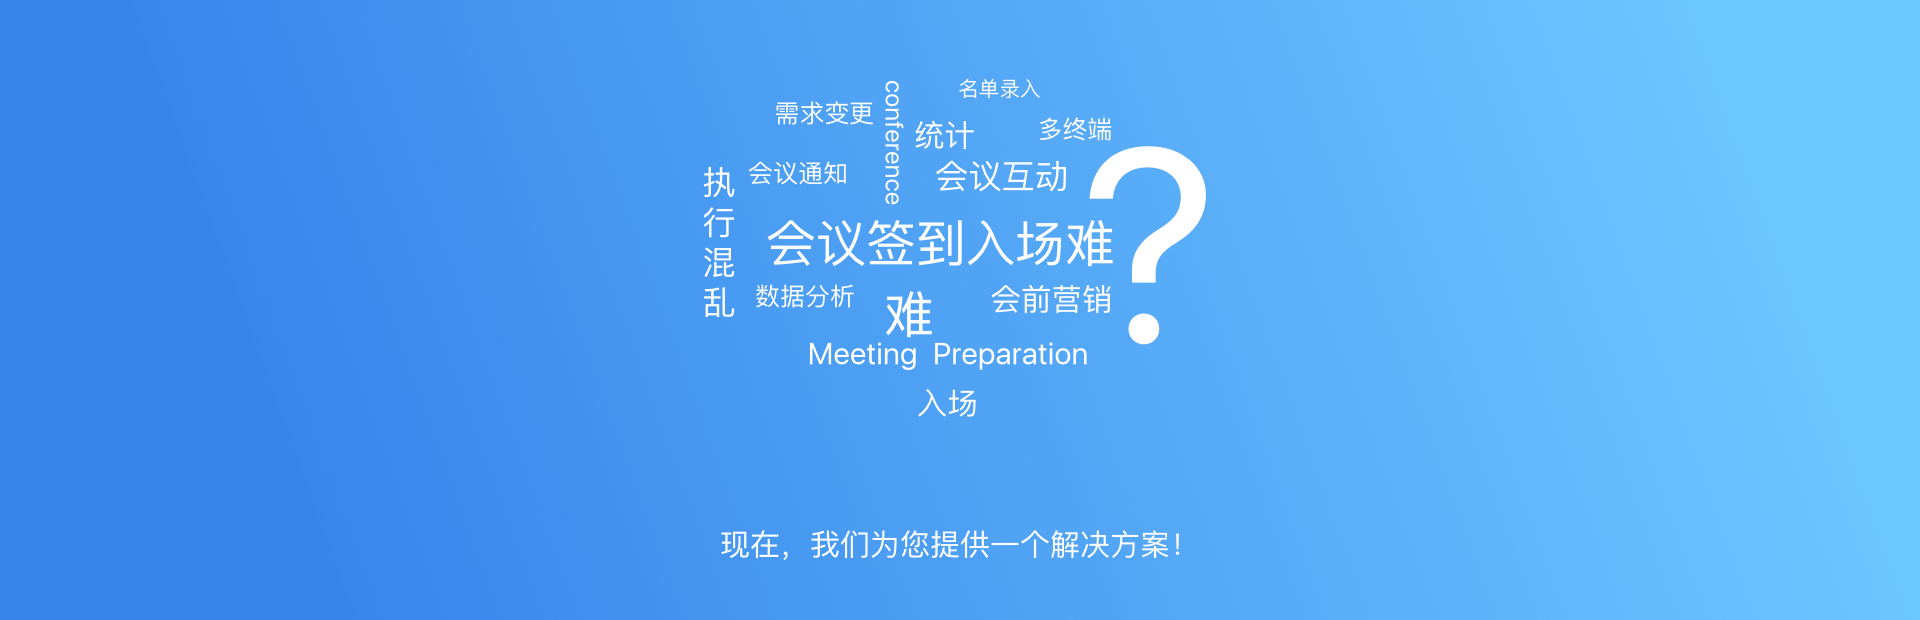 名单录入
conference
需求变更
统计
多终端
会议通知
会议互动
执行混乱
会议签到入场难
?
数据分析
难
会前营销
Meeting Preparation
入场
现在，我们为您提供一个解决方案！